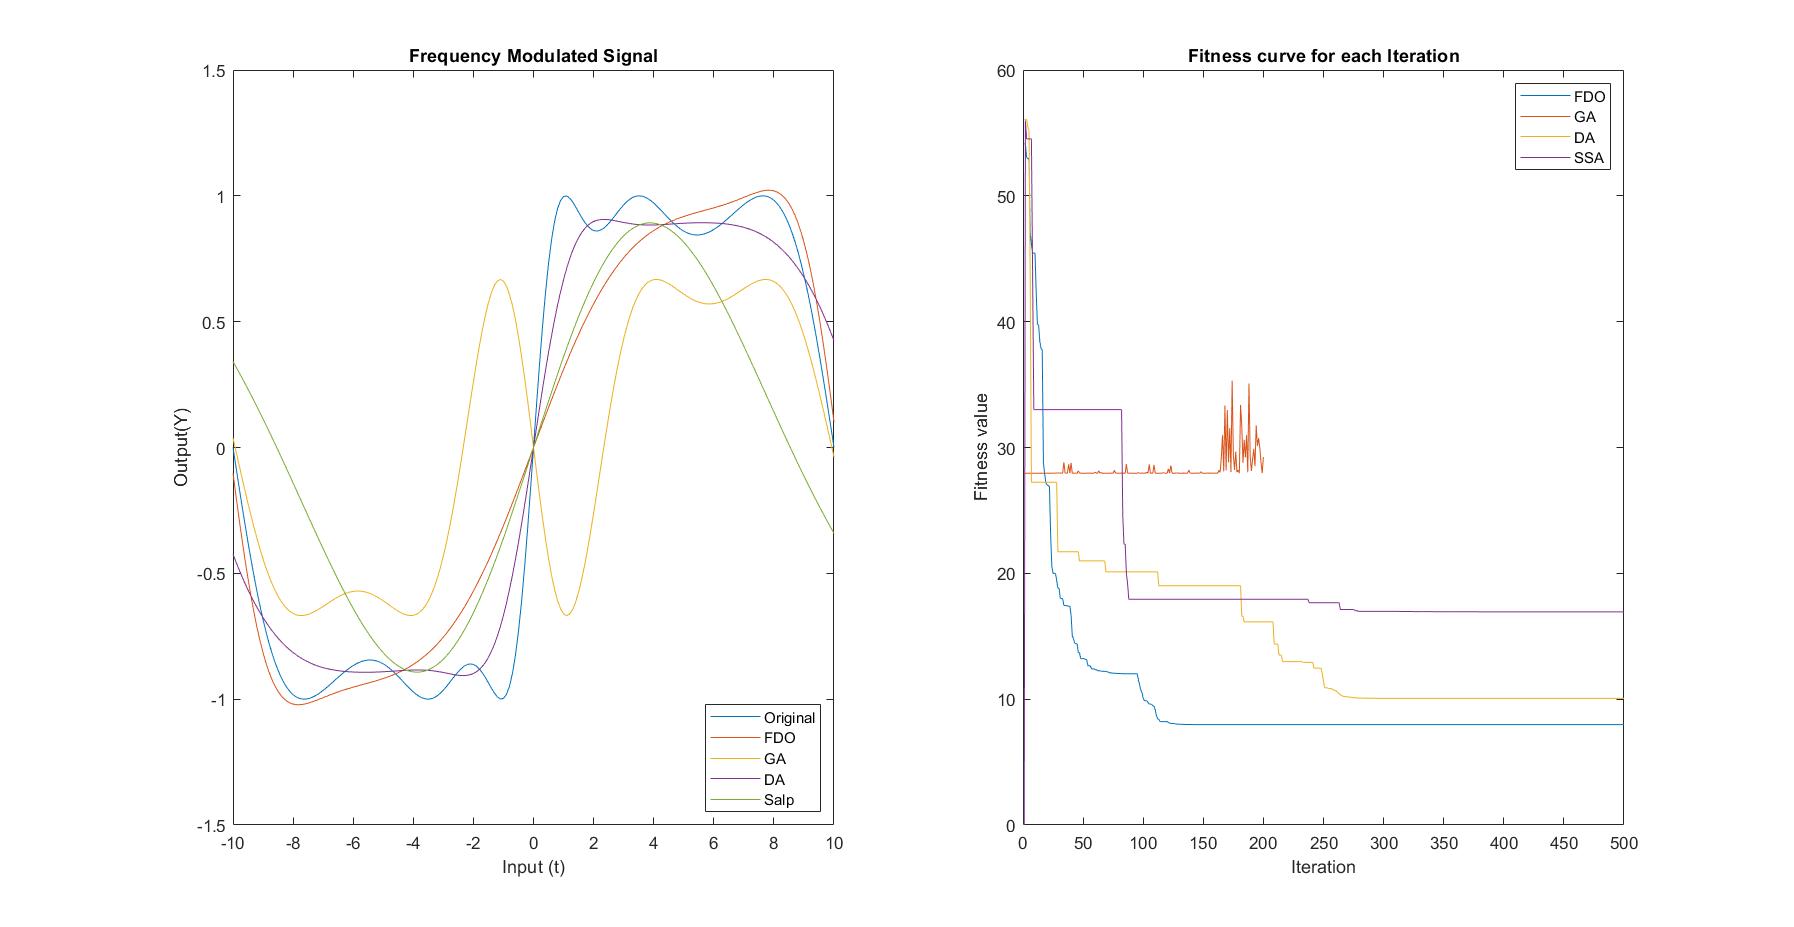 Frequency Modulated Signal
1.5
1
0.5
0
-0.5
-1
-1.5
Output(Y)
-10 -8 -6 -4 -2 0 2 4 6 8 10
Input (t)
Original
FDO
GA
DA
Salp
Fitness curve for each Iteration
60
50
40
30
20
10
0
Fitness value
0 50 100 150 200 250 300 350 400 450 500
Iteration
FDO
GA
DA
SSA